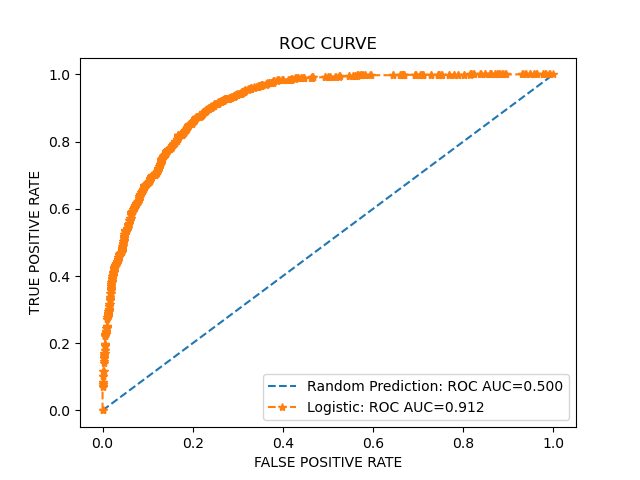 ROC CURVE
TRUE POSITIVE RATE
1.0
0.8
0.6
0.4
0.2
0.0
Random Prediction: ROC AUC=0.500
Logistic: ROC AUC=0.912
0.0 0.2 0.4 0.6 0.8 1.0
FALSE POSITIVE RATE